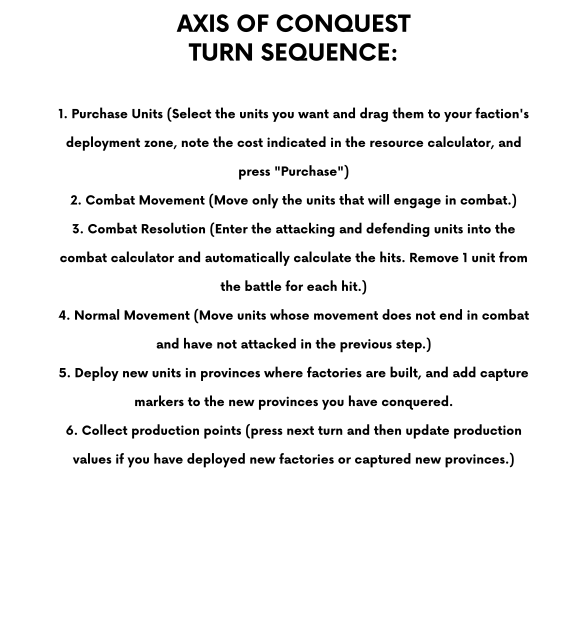 AXIS OF CONQUEST
TURN SEQUENCE:
1. Purchase Units (Select the units you want and drag them to your faction's
deployment zone, note the cost indicated in the resource calculator, and
press "Purchase")
2. Combat Movement (Move only the units that will engage in combat.)
3. Combat Resolution (Enter the attacking and defending units into the
combat calculator and automatically calculate the hits. Remove 1 unit from
the battle for each hit.)
4. Normal Movement (Move units whose movement does not end in combat
and have not attacked in the previous step.)
5. Deploy new units in provinces where factories are built, and add capture
markers to the new provinces you have conquered.
6. Collect production points (press next turn and then update production
values if you have deployed new factories or captured new provinces.)